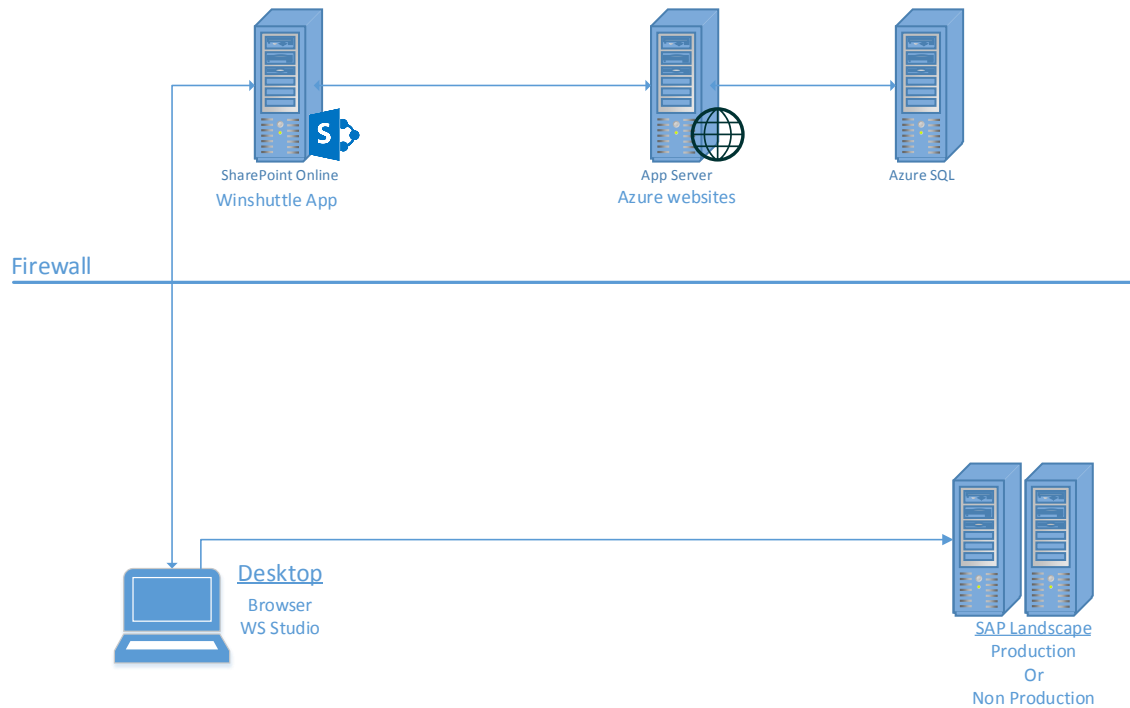 SharePoint Online
Winshuttle App
S
App Server
Azure websites
Azure SQL
Firewall
Desktop
Browser
WS Studio
SAP Landscape
Production
Or
Non Production